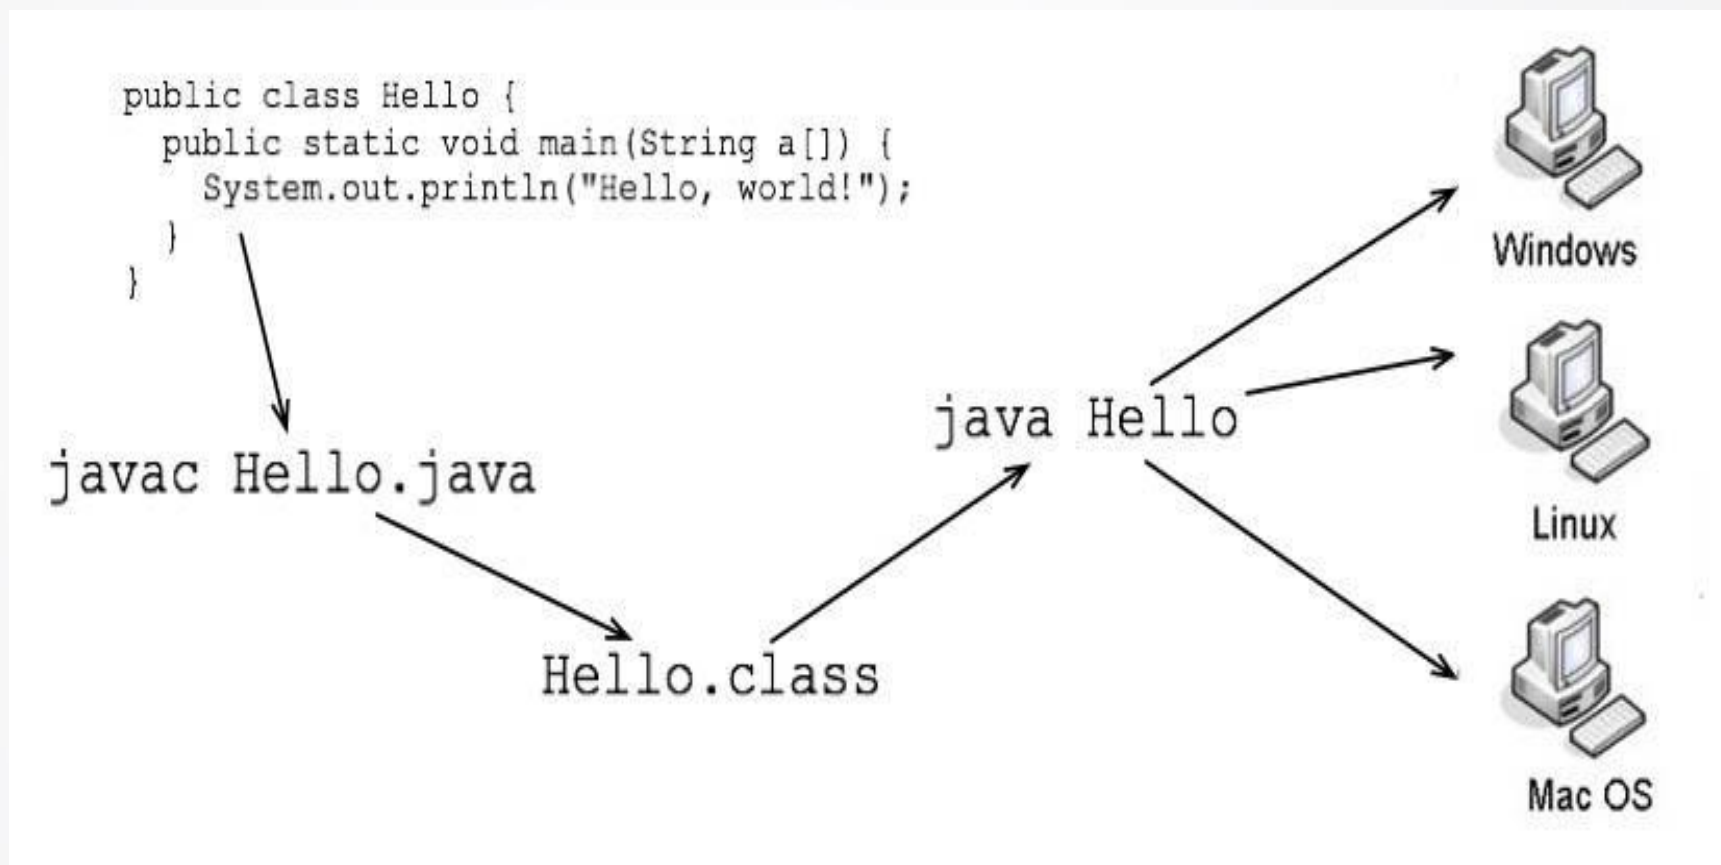 public class Hello {
public static void main(String a[]) {
System.out.println("Hello, world!");
}
}
javac Hello.java
Hello.class
java Hello
Windows
Linux
Mac OS